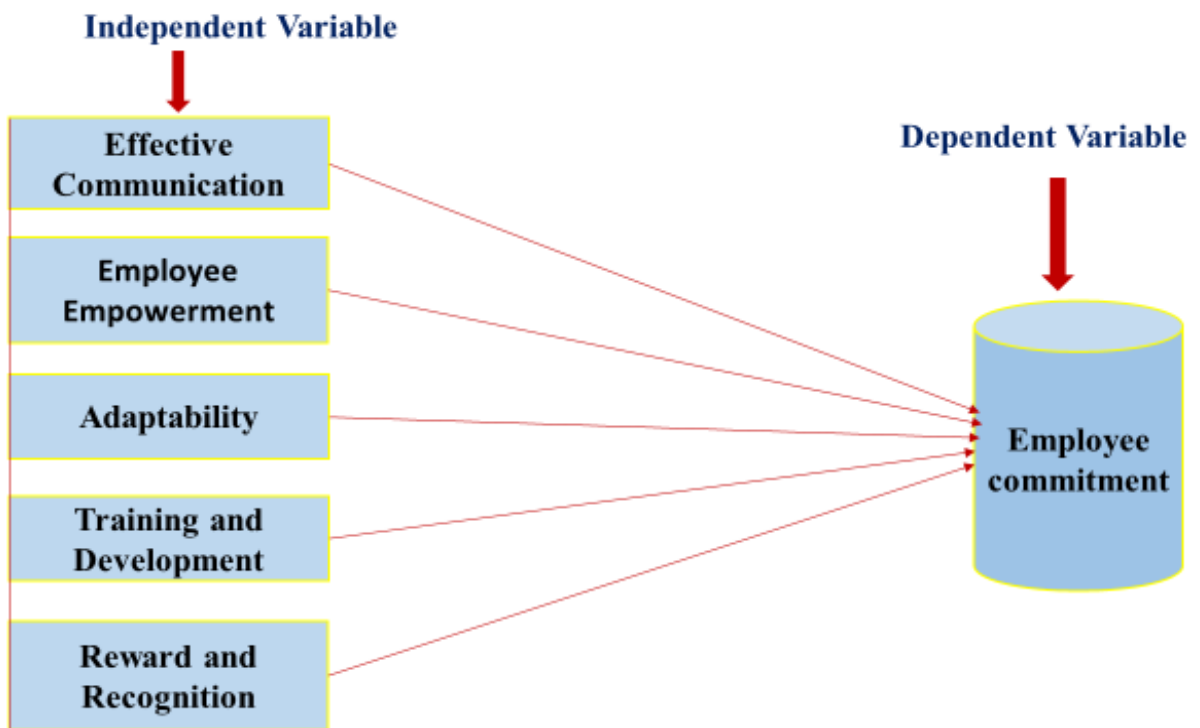 Independent Variable
Effective
Communication
Employee
Empowerment
Adaptability
Training and
Development
Reward and
Recognition
Dependent Variable
Employee
commitment